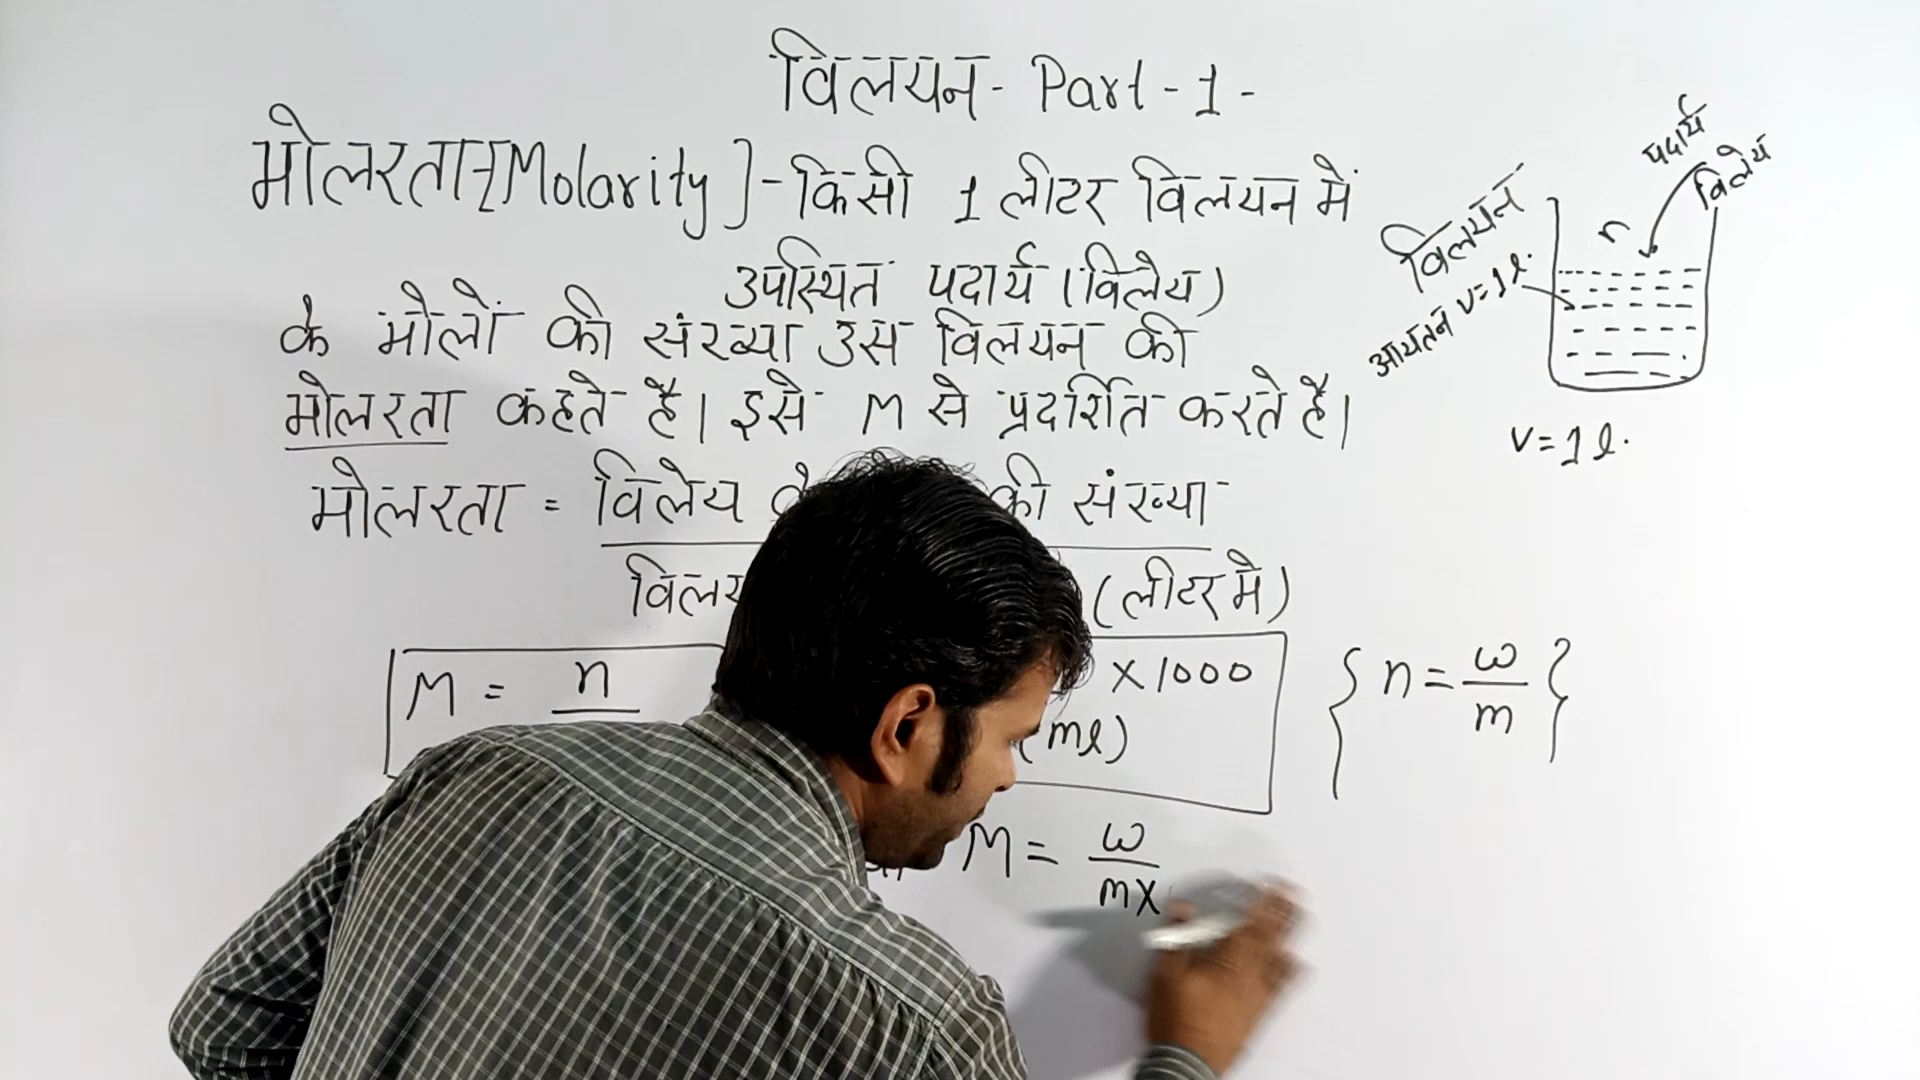 विलयन - Part - 1 -
मोलरता - [Molarity] - किसी 1 लीटर विलयन में
उपस्थित पदार्थ (विलेय)
के मोलों की संख्या उस विलयन की
मोलरता कहते है। इसे M से प्रदर्शित करते है।
मोलरता = विलेय की संख्या
(लीटर मे)
M = n
X 1000
(ml)
{ n = w
m }
M = w
mX
पदार्थ
विलेय
n
विलयन
आयतन v=1l.
v=1l.